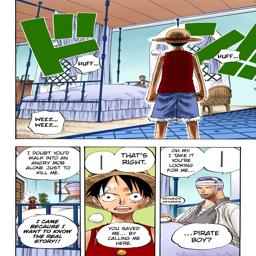 HUFF...
HUFF...
WEEZ...
WEEZ...
OH MY.
I TAKE IT
YOU'RE
LOOKING
FOR ME...
...PIRATE
BOY?
THAT'S
RIGHT.
YOU SAVED
ME... BY
CALLING ME
HERE.
I DOUBT YOU'D
WALK INTO AN
ANGRY MOB
ALONE JUST TO
KILL ME.
I CAME
BECAUSE I
WANT TO KNOW
THE REAL
STORY!!